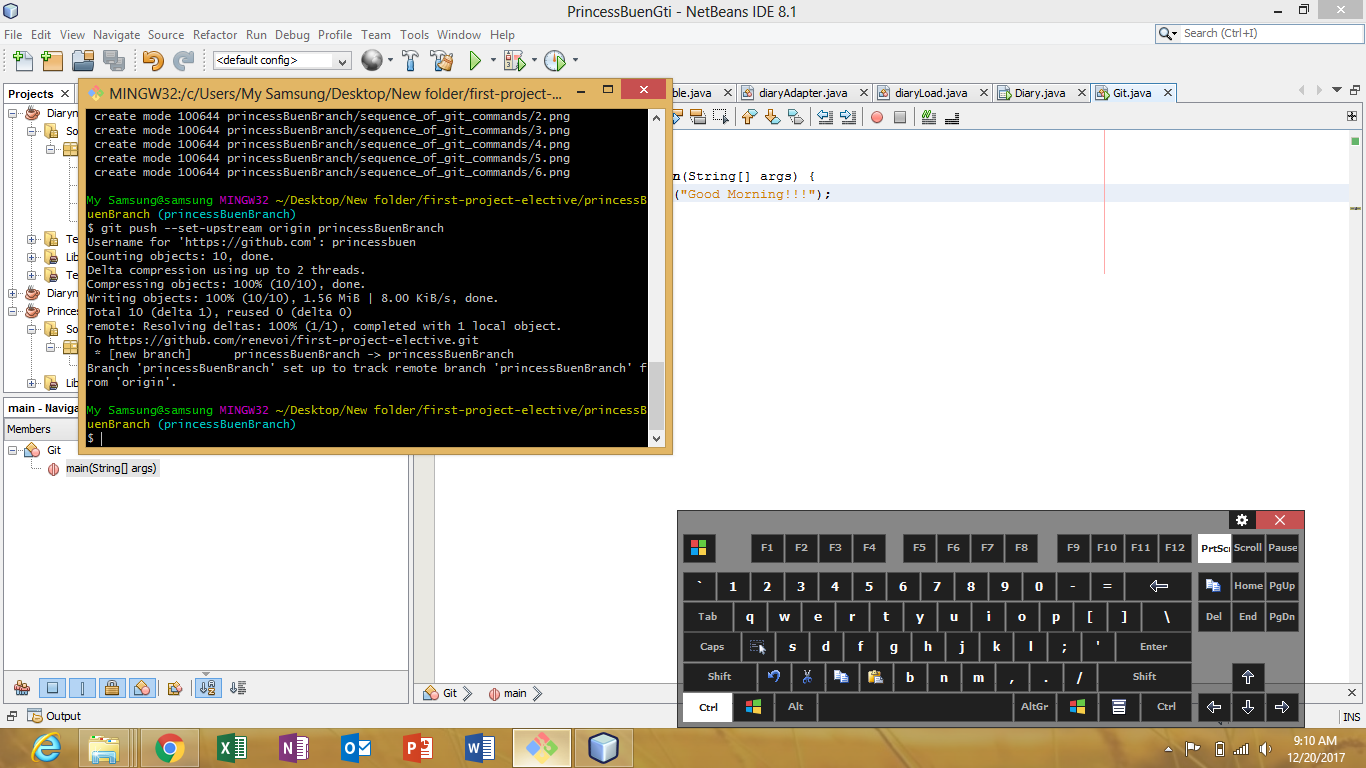 PrincessBuenGti - NetBeans IDE 8.1
File Edit View Navigate Source Refactor Run Debug Profile Team Tools Window Help
Search (Ctrl+I)
<default config>
Projects
MINGW32:/c/Users/My Samsung/Desktop/New folder/first-project-...
ble.java diaryAdapter.java diaryLoad.java Diary.java Git.java
Diaryn
So
Te
Lib
Te
Diaryn
Prince
So
Lib
create mode 100644 princessBuenBranch/sequence_of_git_commands/2.png
create mode 100644 princessBuenBranch/sequence_of_git_commands/3.png
create mode 100644 princessBuenBranch/sequence_of_git_commands/4.png
create mode 100644 princessBuenBranch/sequence_of_git_commands/5.png
create mode 100644 princessBuenBranch/sequence_of_git_commands/6.png
My Samsung@samsung MINGW32 ~/Desktop/New folder/first-project-elective/princessB
uenBranch (princessBuenBranch)
$ git push --set-upstream origin princessBuenBranch
Username for 'https://github.com': princessbuen
Counting objects: 10, done.
Delta compression using up to 2 threads.
Compressing objects: 100% (10/10), done.
Writing objects: 100% (10/10), 1.56 MiB | 8.00 KiB/s, done.
Total 10 (delta 1), reused 0 (delta 0)
remote: Resolving deltas: 100% (1/1), completed with 1 local object.
To https://github.com/renevoi/first-project-elective.git
* [new branch] princessBuenBranch -> princessBuenBranch
Branch 'princessBuenBranch' set up to track remote branch 'princessBuenBranch' f
rom 'origin'.
My Samsung@samsung MINGW32 ~/Desktop/New folder/first-project-elective/princessB
uenBranch (princessBuenBranch)
$
n(String[] args) {
("Good Morning!!!");
main - Naviga
Members
Git
main(String[] args)
F1 F2 F3 F4 F5 F6 F7 F8 F9 F10 F11 F12 PrtScr Scroll Pause
` 1 2 3 4 5 6 7 8 9 0 - = Home PgUp
Tab q w e r t y u i o p [ ] \ Del End PgDn
Caps s d f g h j k l ; ' Enter
Shift b n m , . / Shift
Ctrl Alt AltGr Ctrl
Git main
Output
INS
9:10 AM
12/20/2017